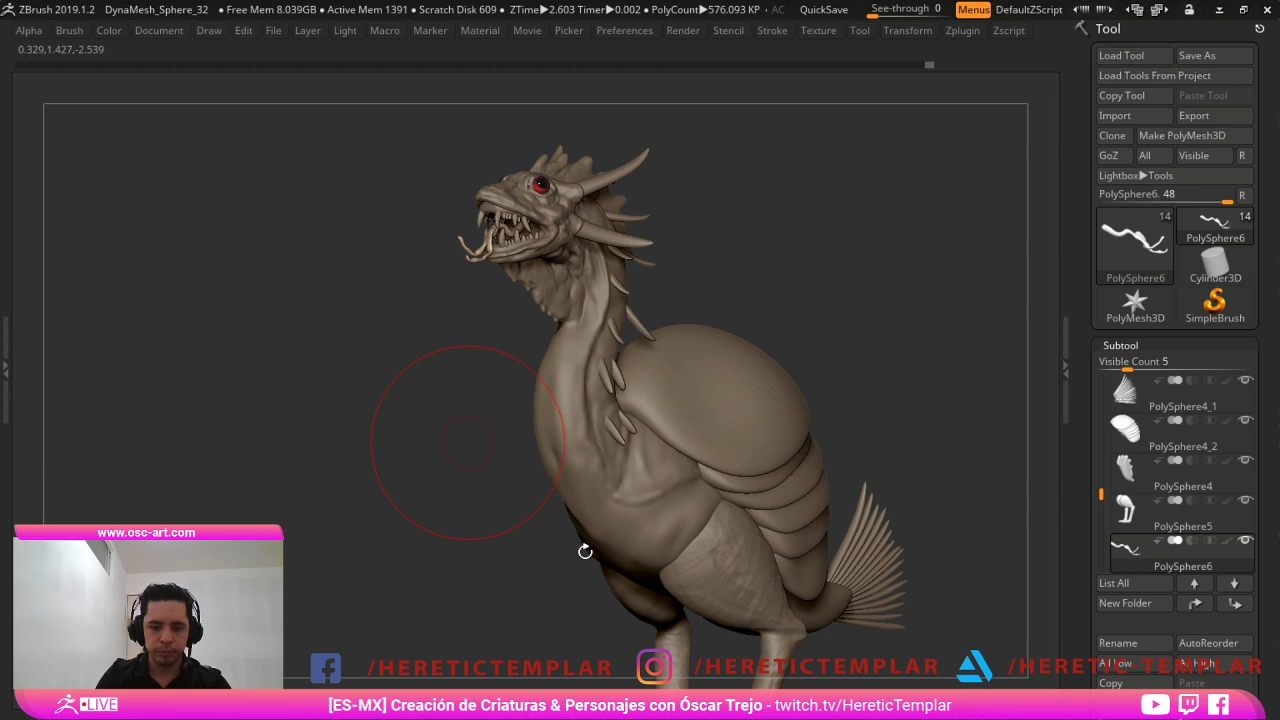 ZBrush 2019.1.2 DynaMesh_Sphere_32 ● Free Mem 8.039GB ● Active Mem 1391 ● Scratch Disk 609 ● ZTime▶2.603 Timer▶0.002 ● PolyCount▶576.093 KP AC QuickSave See-through 0 Menus DefaultZScript
Alpha Brush Color Document Draw Edit File Layer Light Macro Marker Material Movie Picker Preferences Render Stencil Stroke Texture Tool Transform Zplugin Zscript
0.329,1.427,-2.539
Tool
Load Tool Save As
Load Tools From Project
Copy Tool Paste Tool
Import Export
Clone Make PolyMesh3D
GoZ All Visible R
Lightbox▶Tools
PolySphere6. 48 R
14 14
PolySphere6
PolySphere6 Cylinder3D
PolyMesh3D SimpleBrush
Subtool
Visible Count 5
PolySphere4_1
PolySphere4_2
PolySphere4
PolySphere5
PolySphere6
List All
New Folder
Rename AutoReorder
All Low All High
Copy Paste
www.osc-art.com
/HERETICTEMPLAR /HERETICTEMPLAR /HERETIC-TEMPLAR
LIVE [ES-MX] Creación de Criaturas & Personajes con Óscar Trejo - twitch.tv/HereticTemplar